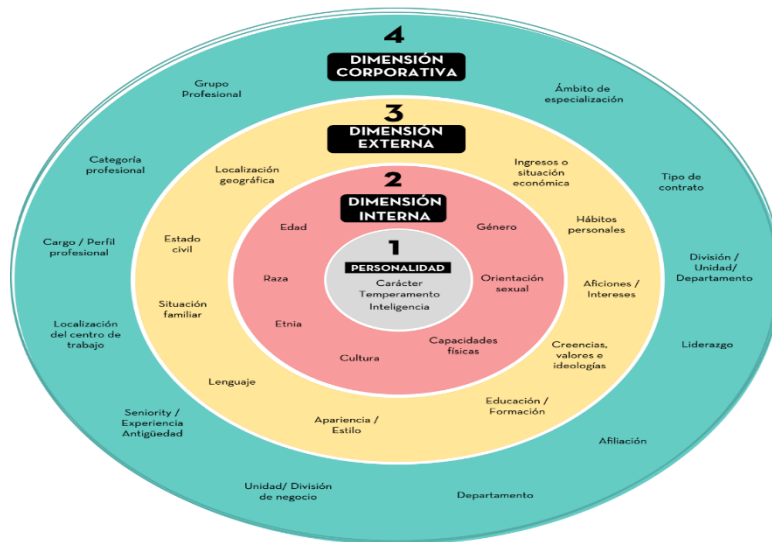 4
DIMENSIÓN
CORPORATIVA
Grupo
Profesional
Ámbito de
especialización
Categoría
profesional
Tipo de
contrato
Cargo / Perfil
profesional
División /
Unidad/
Departamento
Localización
del centro de
trabajo
Liderazgo
Seniority /
Experiencia
Antigüedad
Afiliación
Unidad/ División
de negocio
Departamento
3
DIMENSIÓN
EXTERNA
Localización
geográfica
Ingresos o
situación
económica
Estado
civil
Hábitos
personales
Situación
familiar
Aficiones /
Intereses
Lenguaje
Creencias,
valores e
ideologías
Apariencia /
Estilo
Educación /
Formación
2
DIMENSIÓN
INTERNA
Edad
Género
Raza
Orientación
sexual
Etnia
Capacidades
físicas
Cultura
1
PERSONALIDAD
Carácter
Temperamento
Inteligencia